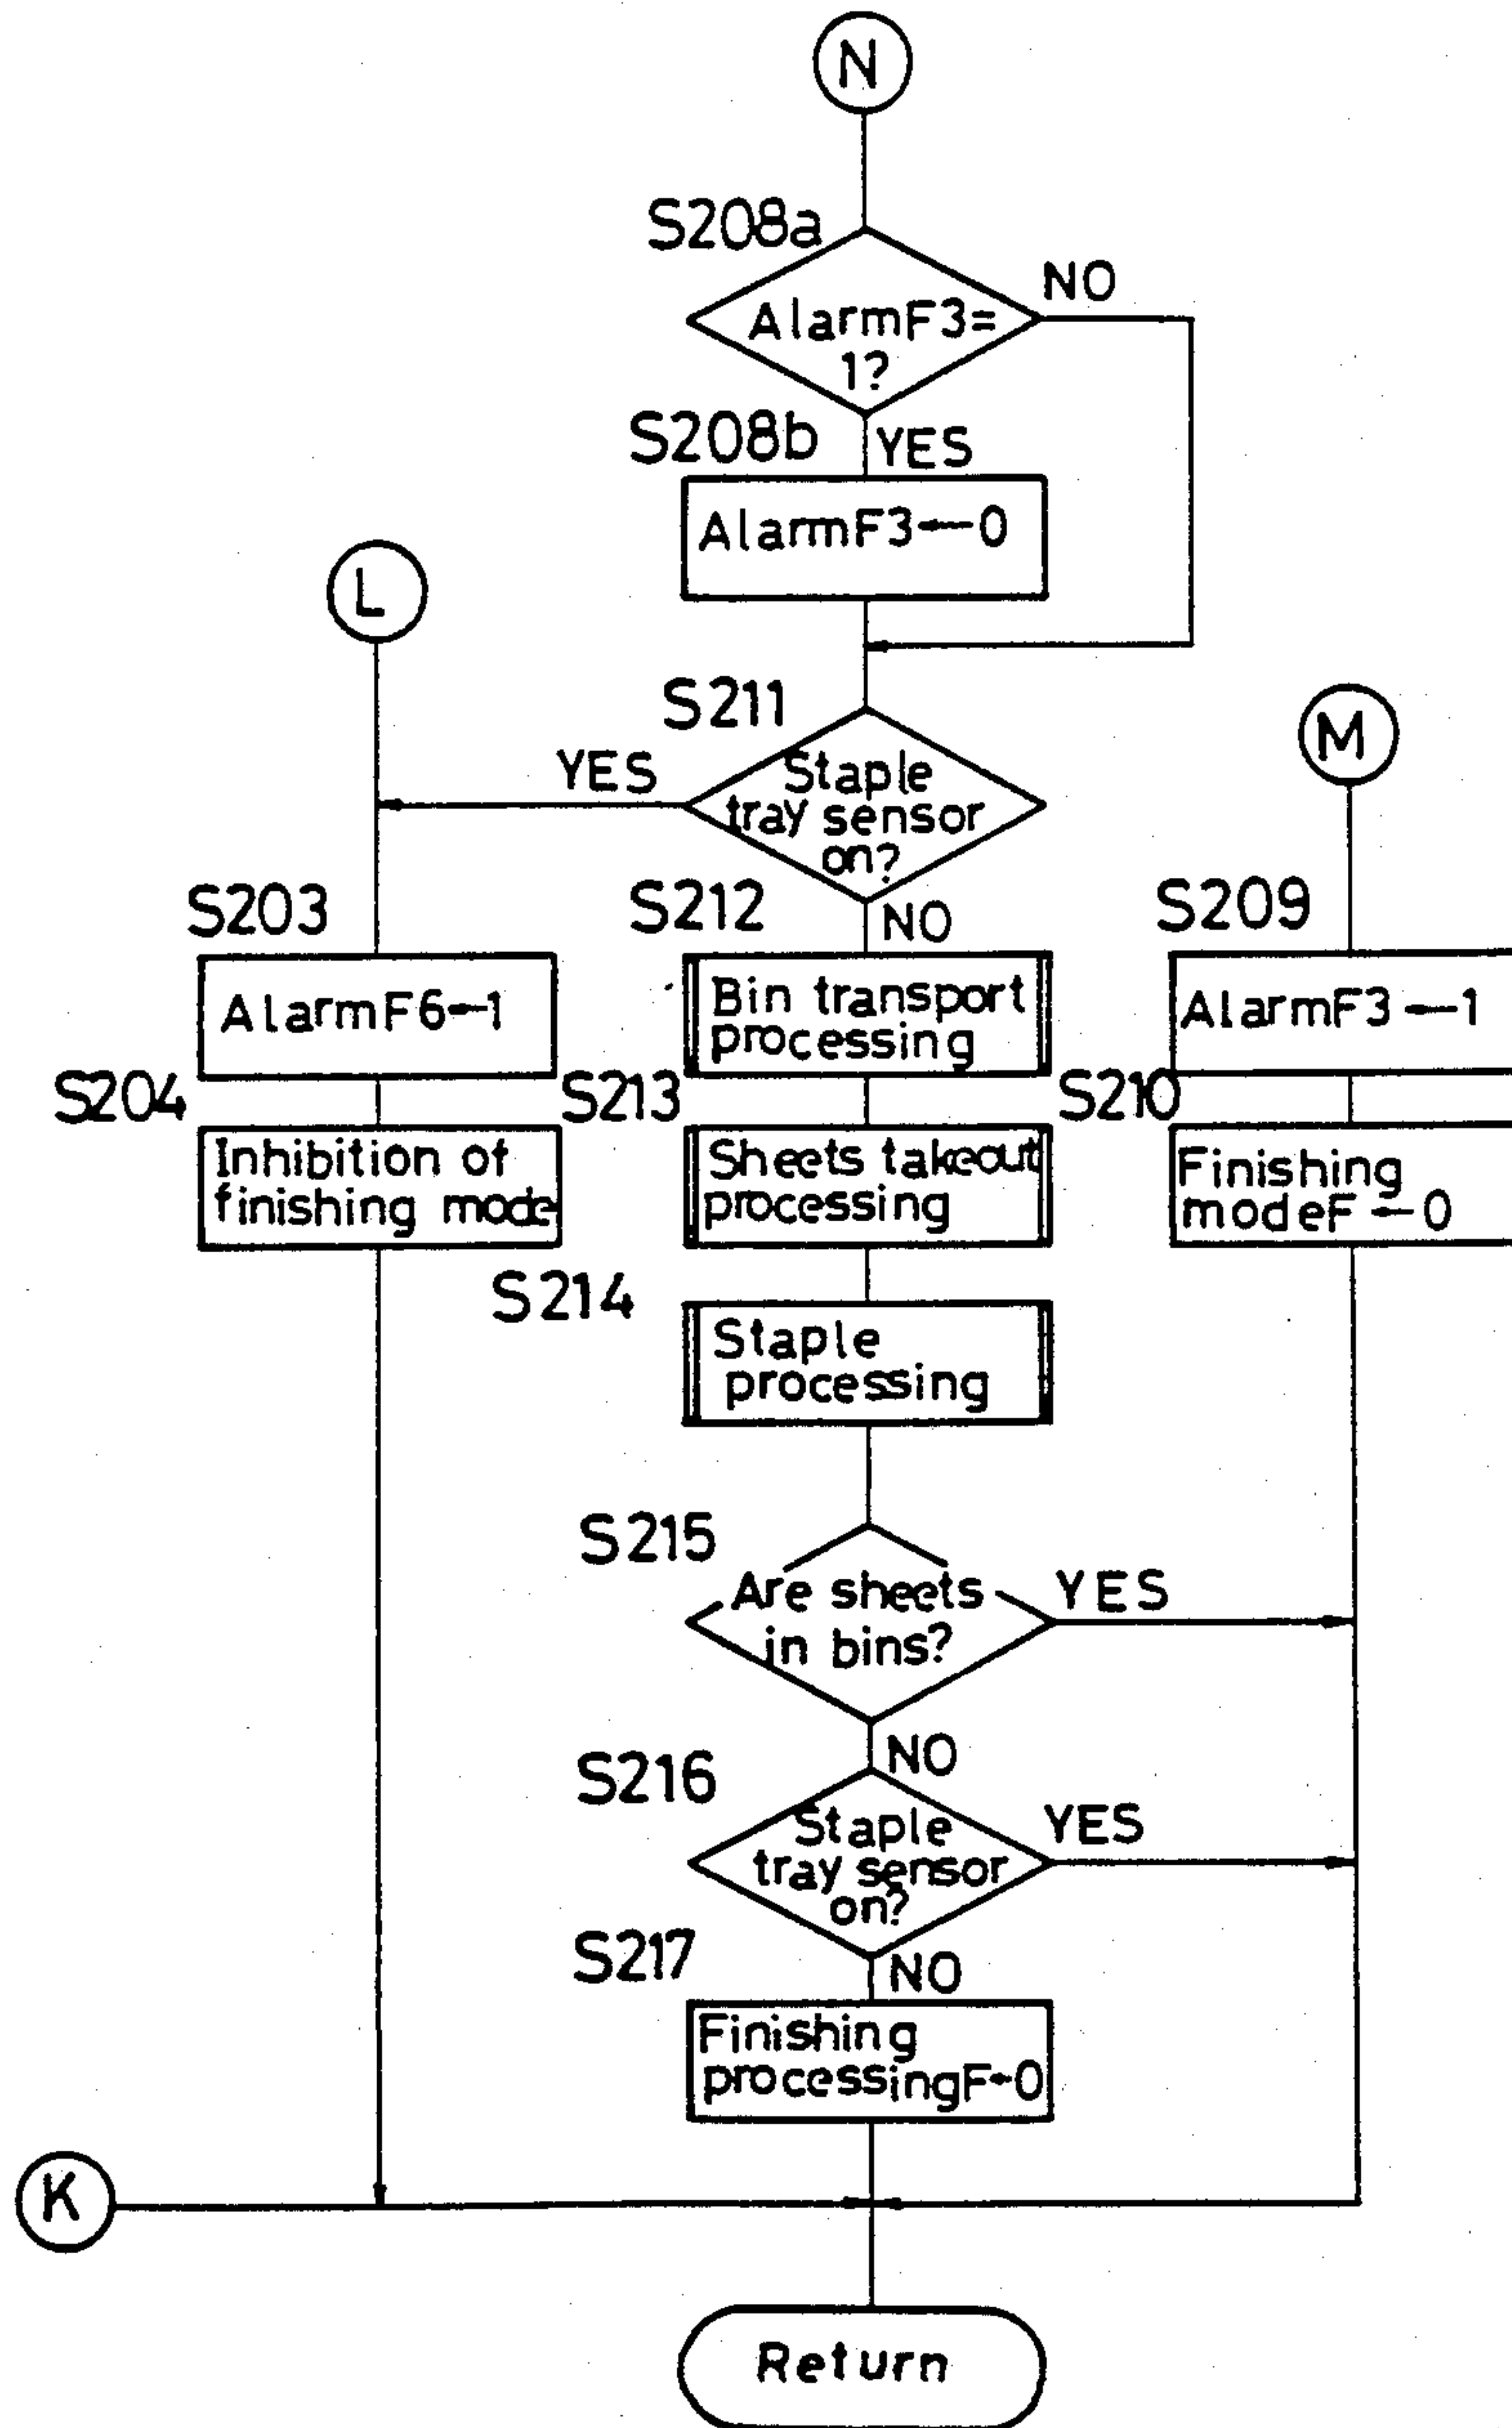 N
S208a
AlarmF3=
1?
NO
S208b
YES
AlarmF3←0
L
S211
Staple
tray sensor
on?
YES
M
S203
S212
NO
S209
AlarmF6←1
Bin transport
processing
AlarmF3←1
S204
S213
S210
Inhibition of
finishing mode
Sheets takeout
processing
Finishing
modeF←0
S214
Staple
processing
S215
Are sheets
in bins?
YES
NO
S216
Staple
tray sensor
on?
YES
S217
NO
Finishing
processingF←0
K
Return